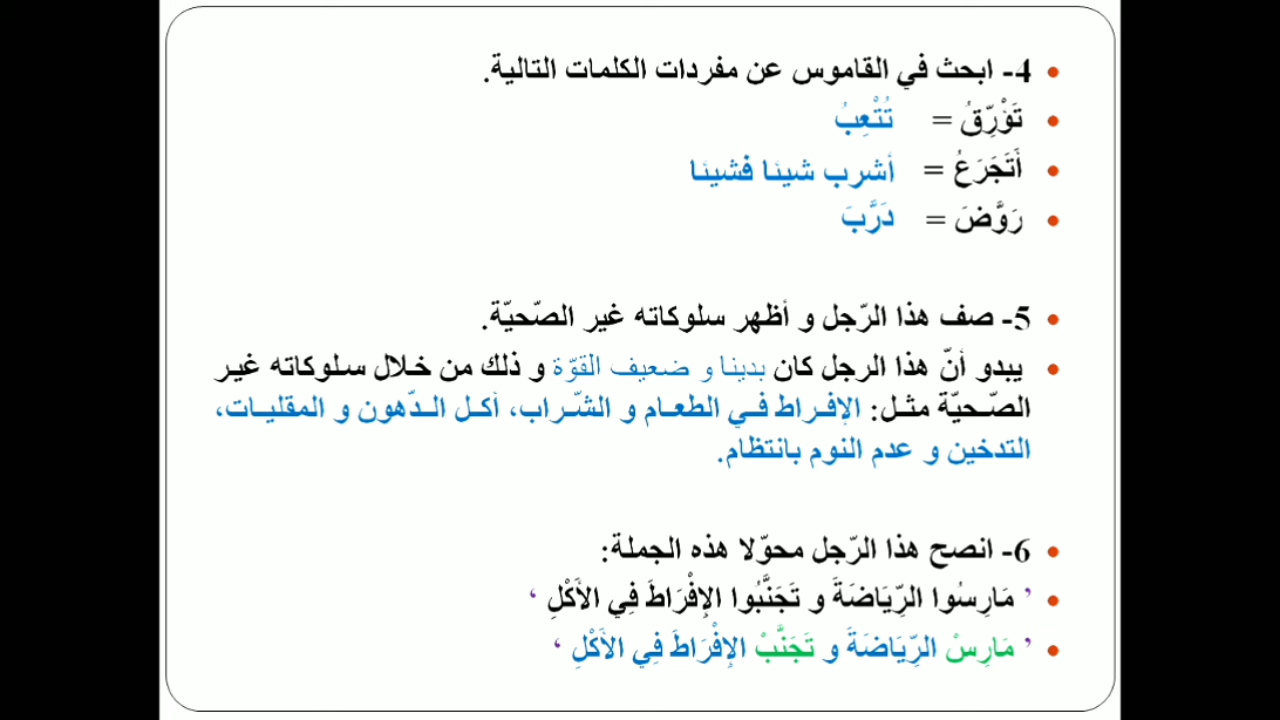 4- ابحث في القاموس عن مفردات الكلمات التالية.
تَؤْرِّقُ = تُتْعِبُ
أَتَجَرَعُ = أشرب شيئا فشيئا
رَوَّضَ = دَرَّبَ
5- صف هذا الرّجل و أظهر سلوكاته غير الصّحيّة.
يبدو أنّ هذا الرجل كان بدينا و ضعيف القوّة و ذلك من خلال سلوكاته غير
الصّحيّة مثل: الإفراط في الطعام و الشّراب، أكل الدّهون و المقليات،
التدخين و عدم النوم بانتظام.
6- انصح هذا الرّجل محوّلا هذه الجملة:
’ مَارِسُوا الرِّيَاضَةَ و تَجَنَّبُوا الإفْرَاطَ فِي الأَكْلِ ‘
’ مَارِسْ الرِّيَاضَةَ و تَجَنَّبْ الإفْرَاطَ فِي الأَكْلِ ‘